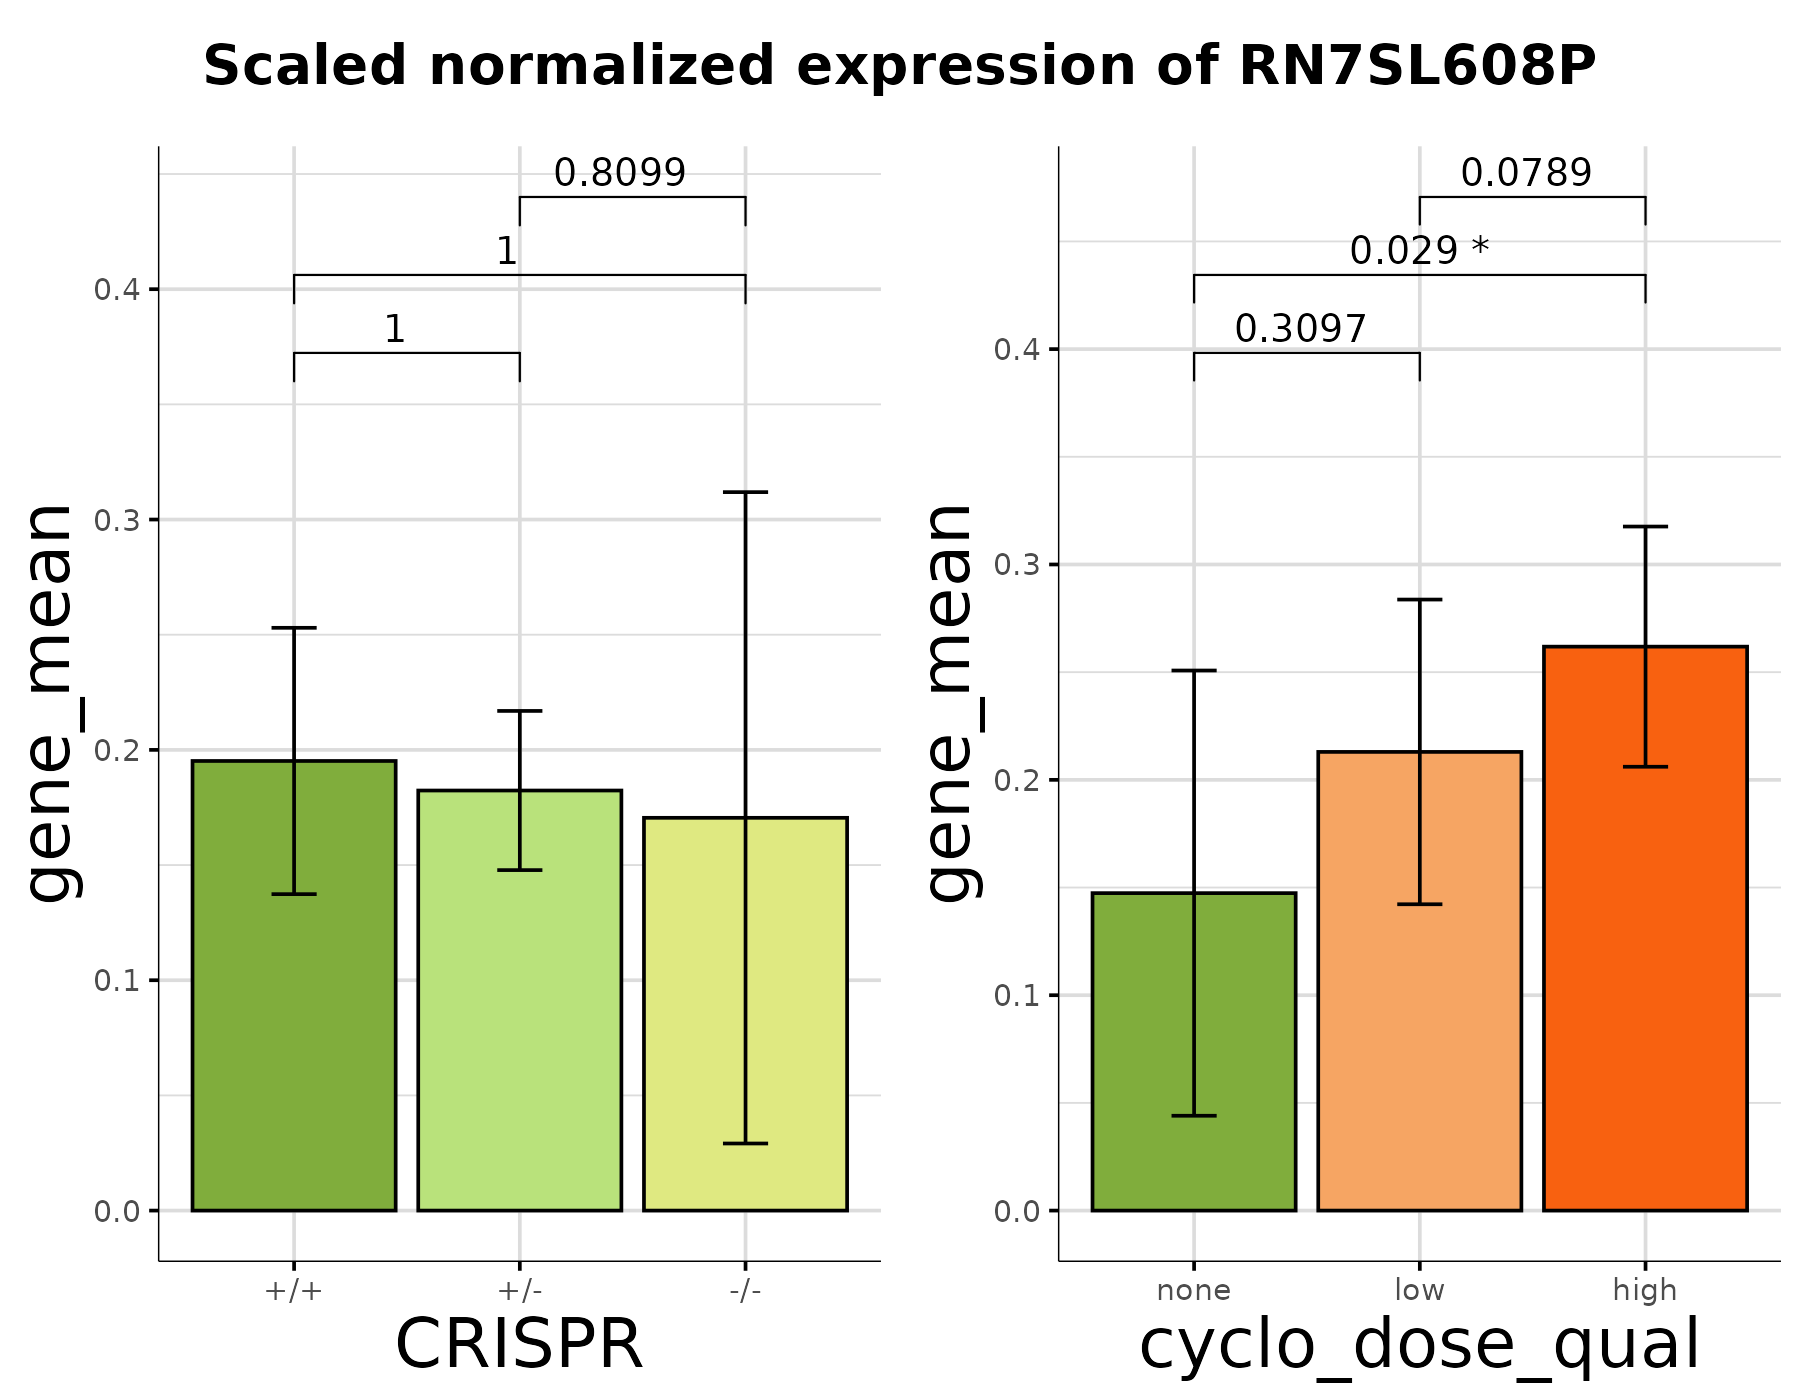 Scaled normalized expression of RN7SL608P
gene_mean
0.4
0.3
0.2
0.1
0.0
0.8099
1
1
+/+
+/-
-/-
CRISPR
gene_mean
0.4
0.3
0.2
0.1
0.0
0.0789
0.029 *
0.3097
none
low
high
cyclo_dose_qual